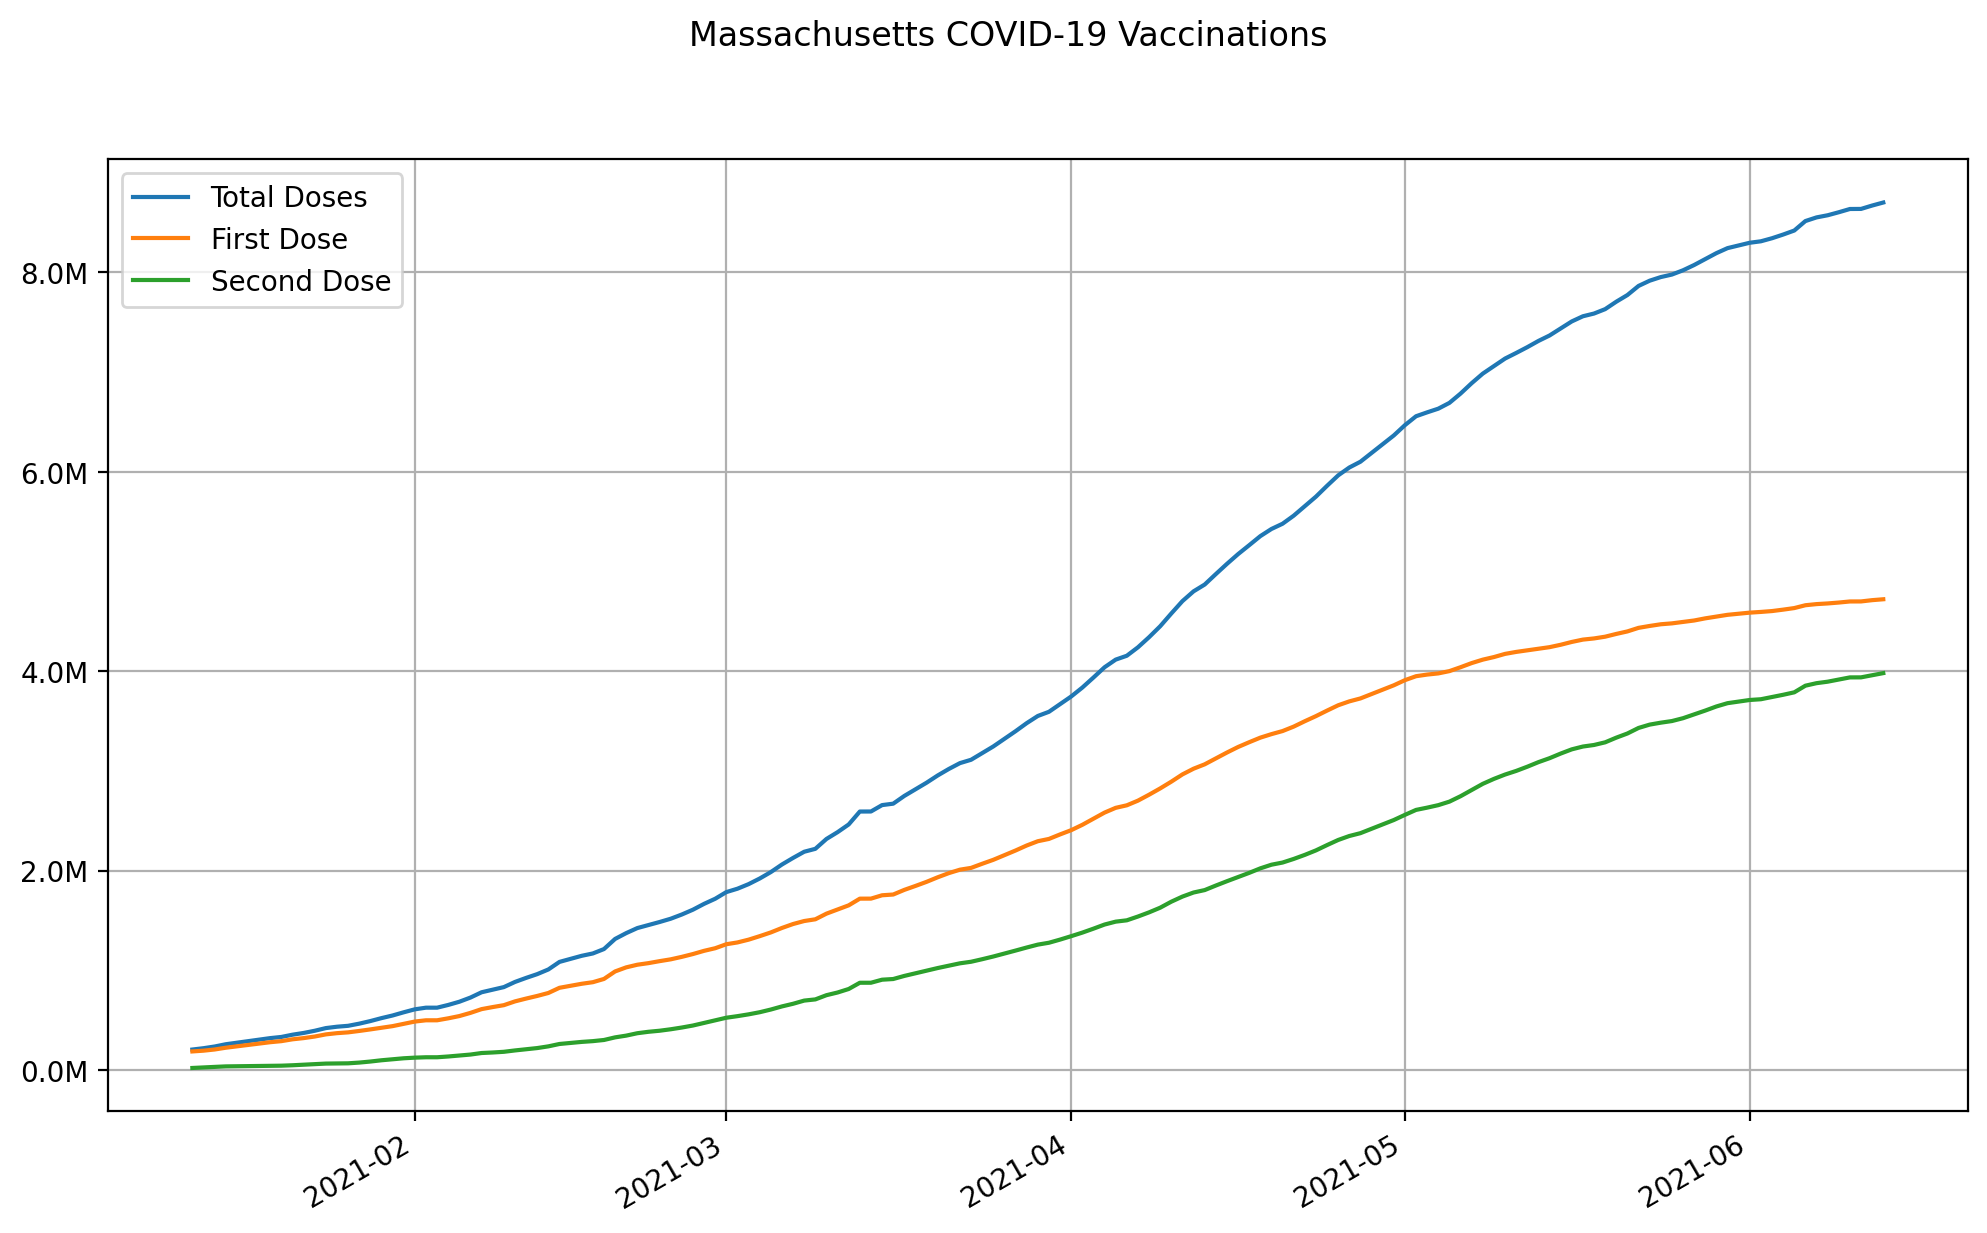 Massachusetts COVID-19 Vaccinations
Total Doses
First Dose
Second Dose
8.0M
6.0M
4.0M
2.0M
0.0M
2021-02
2021-03
2021-04
2021-05
2021-06